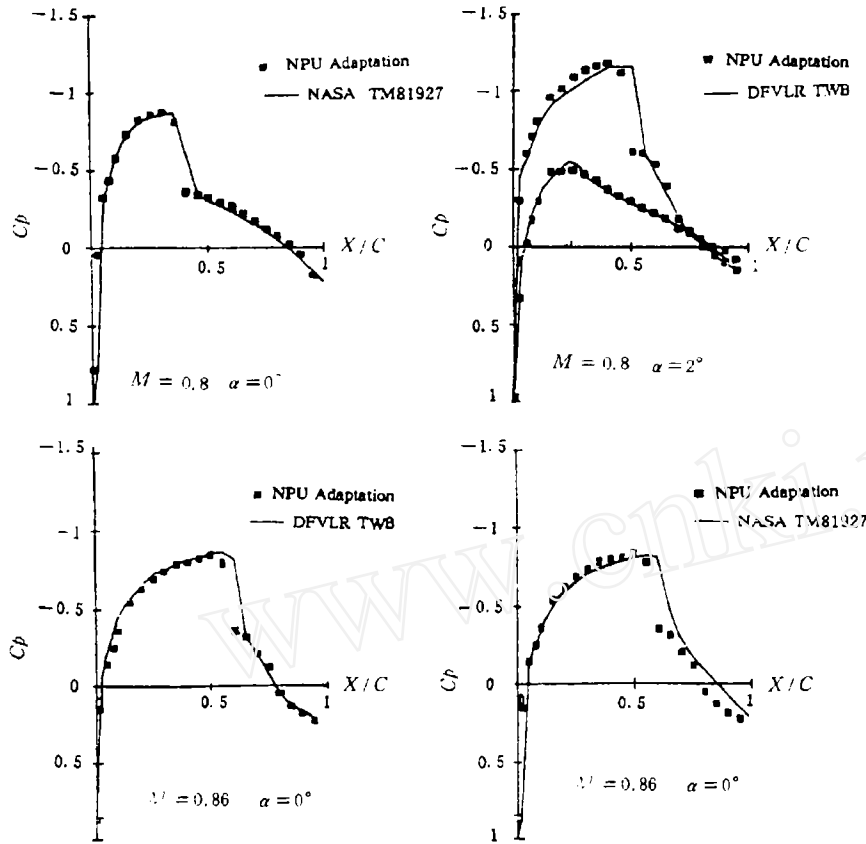 -1.5
NPU Adaptation
NASA TM81927
-1
-0.5
Cp
0
X/C
0.5
1
0.5
M = 0.8 α = 0°
1
-1.5
NPU Adaptation
DFVLR TWB
-1
-0.5
Cp
0
X/C
0.5
1
0.5
M = 0.8 α = 2°
1
-1.5
NPU Adaptation
DFVLR TWB
-1
-0.5
Cp
0
X/C
0.5
1
0.5
M = 0.86 α = 0°
-1.5
NPU Adaptation
NASA TM81927
-1
-0.5
Cp
0
X/C
0.5
1
0.5
M = 0.86 α = 0°
1
www.cnki.